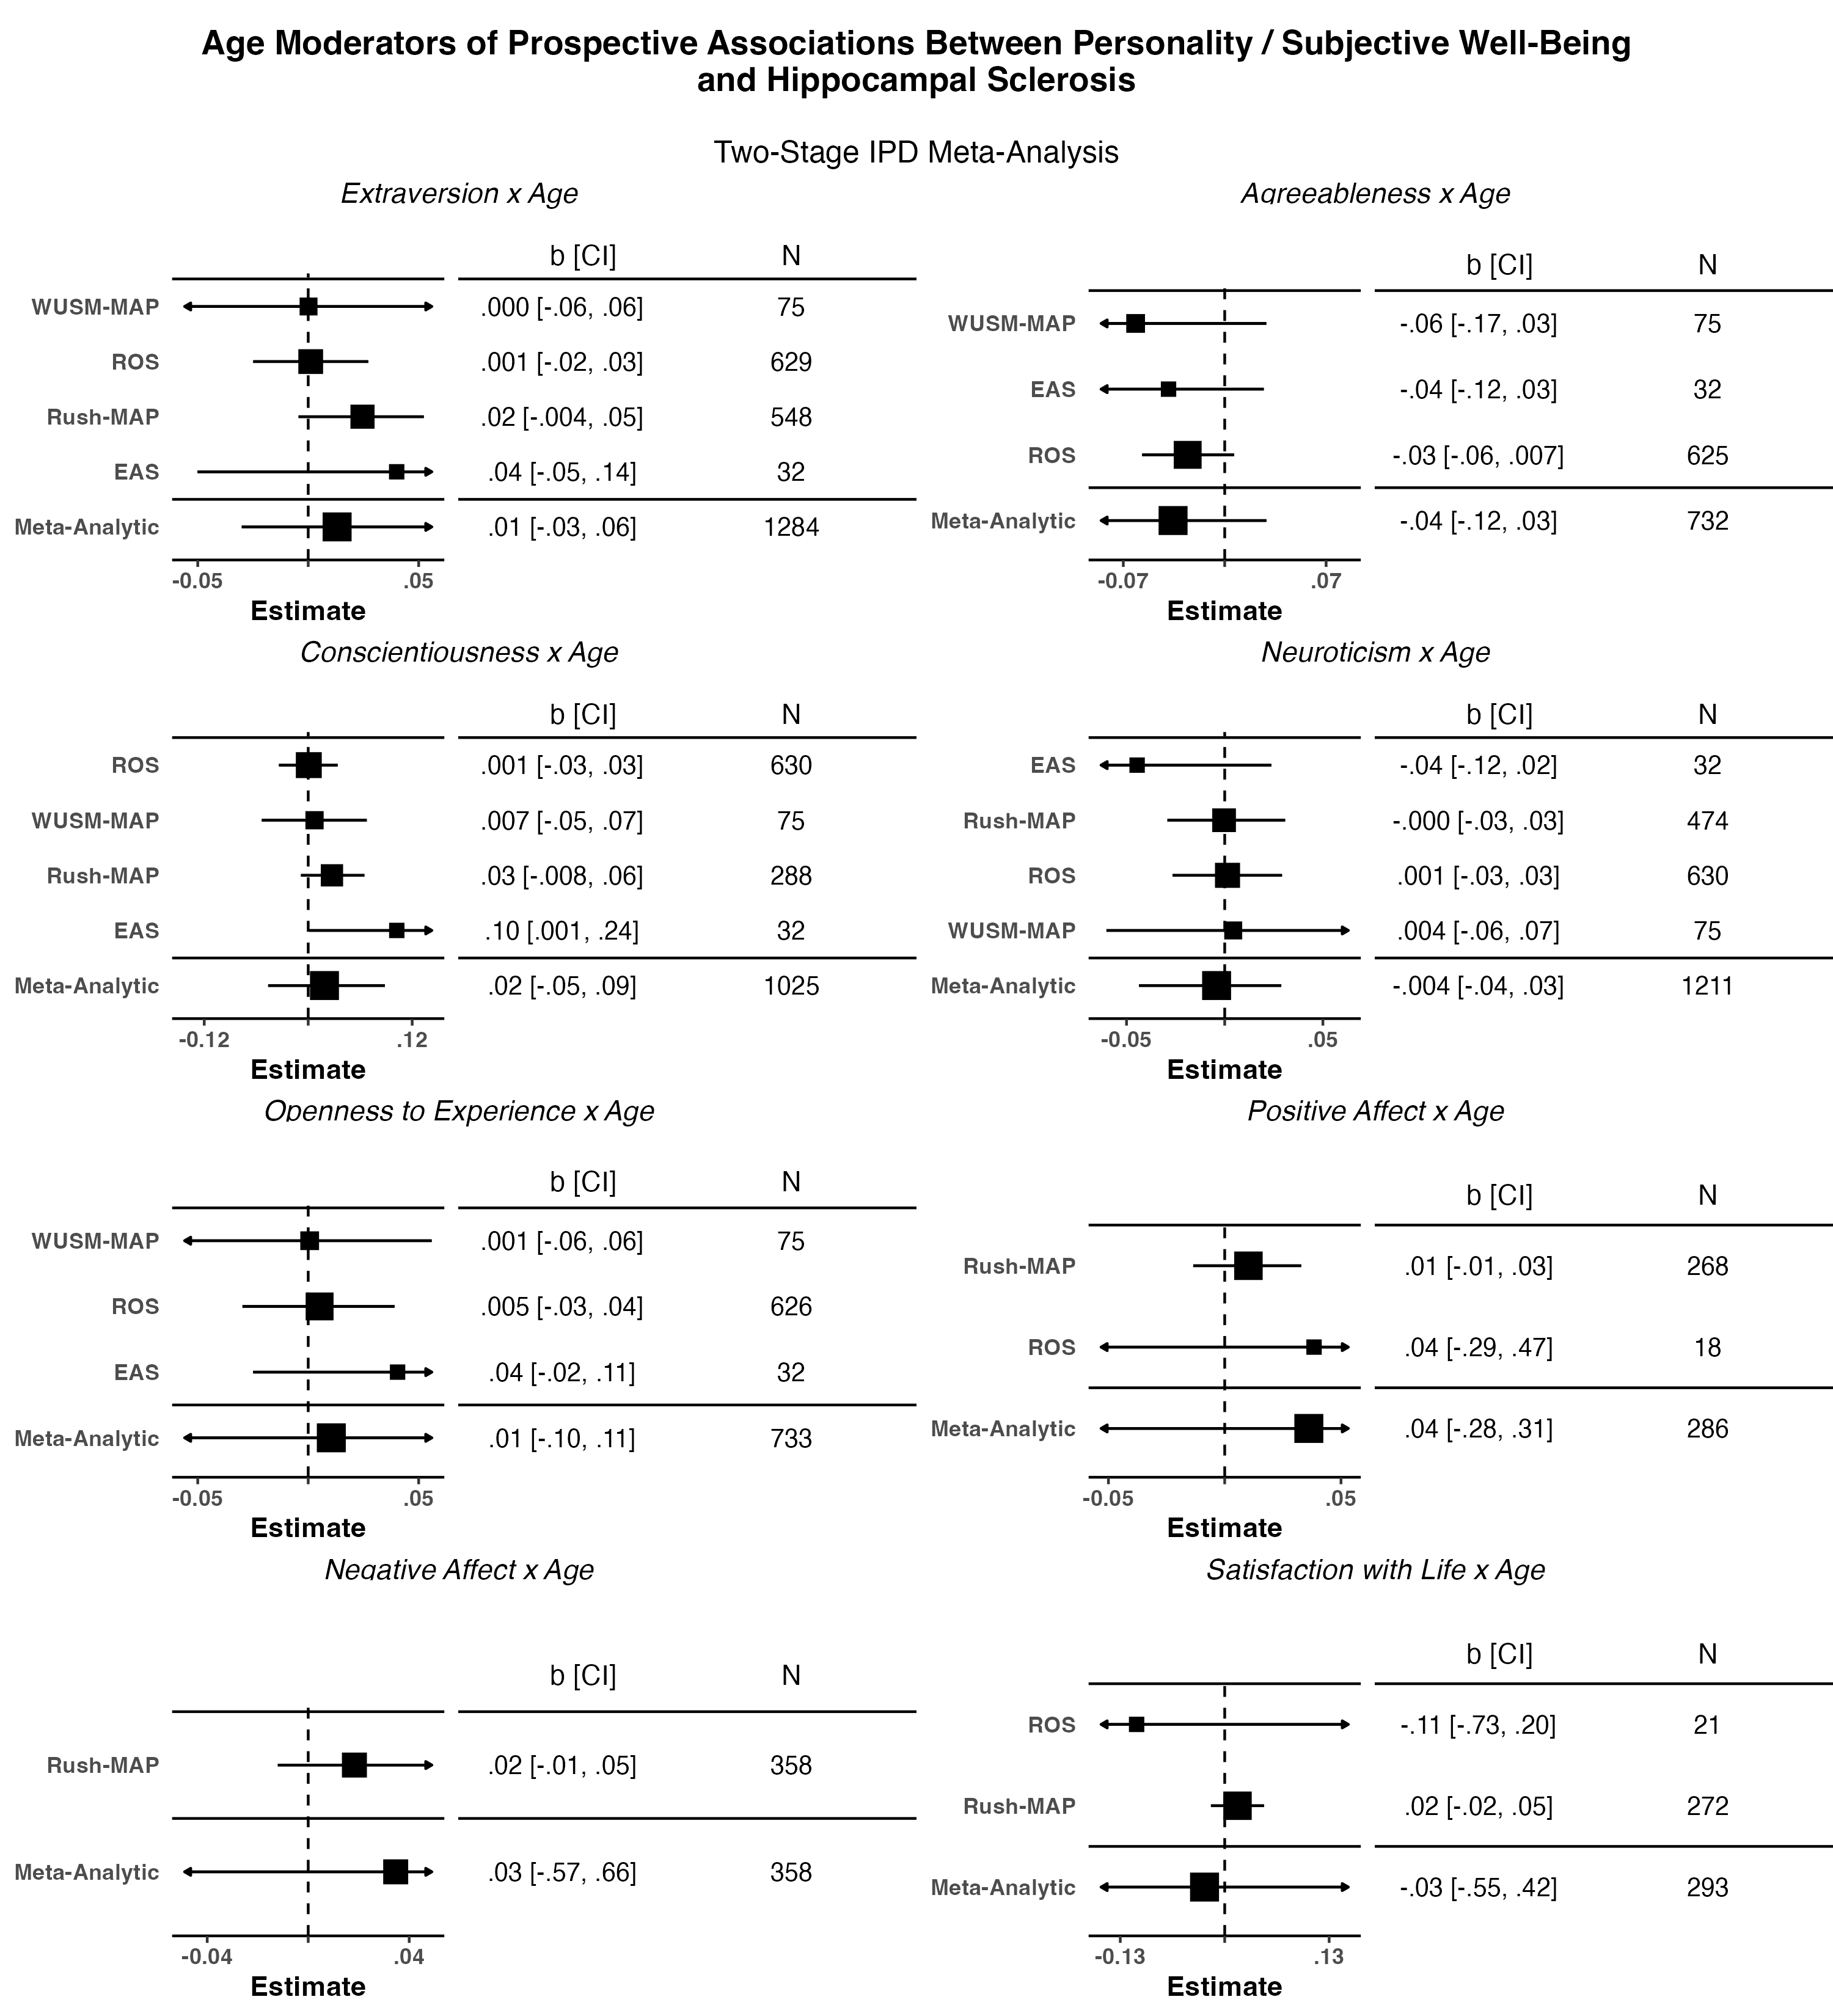 Age Moderators of Prospective Associations Between Personality / Subjective Well-Being
and Hippocampal Sclerosis
Two-Stage IPD Meta-Analysis
Extraversion x Age
b [CI] N
WUSM-MAP .000 [-.06, .06] 75
ROS .001 [-.02, .03] 629
Rush-MAP .02 [-.004, .05] 548
EAS .04 [-.05, .14] 32
Meta-Analytic .01 [-.03, .06] 1284
-0.05 .05
Estimate
Agreeableness x Age
b [CI] N
WUSM-MAP -.06 [-.17, .03] 75
EAS -.04 [-.12, .03] 32
ROS -.03 [-.06, .007] 625
Meta-Analytic -.04 [-.12, .03] 732
-0.07 .07
Estimate
Conscientiousness x Age
b [CI] N
ROS .001 [-.03, .03] 630
WUSM-MAP .007 [-.05, .07] 75
Rush-MAP .03 [-.008, .06] 288
EAS .10 [.001, .24] 32
Meta-Analytic .02 [-.05, .09] 1025
-0.12 .12
Estimate
Neuroticism x Age
b [CI] N
EAS -.04 [-.12, .02] 32
Rush-MAP -.000 [-.03, .03] 474
ROS .001 [-.03, .03] 630
WUSM-MAP .004 [-.06, .07] 75
Meta-Analytic -.004 [-.04, .03] 1211
-0.05 .05
Estimate
Openness to Experience x Age
b [CI] N
WUSM-MAP .001 [-.06, .06] 75
ROS .005 [-.03, .04] 626
EAS .04 [-.02, .11] 32
Meta-Analytic .01 [-.10, .11] 733
-0.05 .05
Estimate
Positive Affect x Age
b [CI] N
Rush-MAP .01 [-.01, .03] 268
ROS .04 [-.29, .47] 18
Meta-Analytic .04 [-.28, .31] 286
-0.05 .05
Estimate
Negative Affect x Age
b [CI] N
Rush-MAP .02 [-.01, .05] 358
Meta-Analytic .03 [-.57, .66] 358
-0.04 .04
Estimate
Satisfaction with Life x Age
b [CI] N
ROS -.11 [-.73, .20] 21
Rush-MAP .02 [-.02, .05] 272
Meta-Analytic -.03 [-.55, .42] 293
-0.13 .13
Estimate